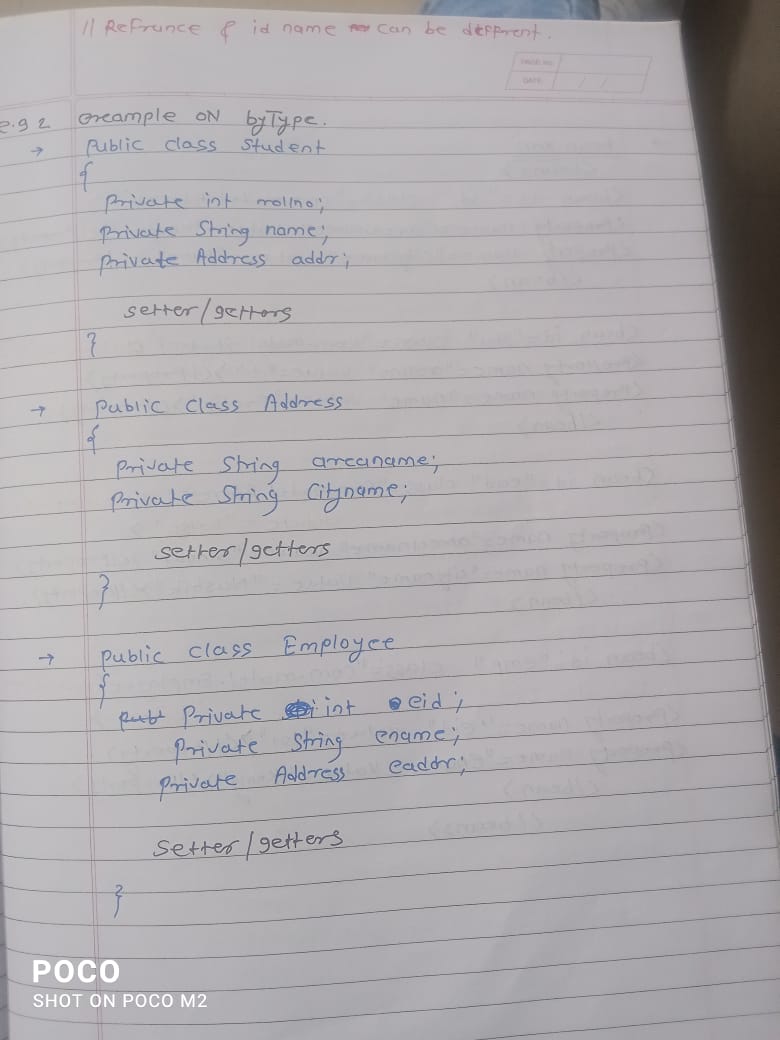 // Refrance & id name can be diffrent.
PAGE NO.
DATE: / /
e.g 2 Example ON byType.
→ Public class Student
{
Private int rollno;
Private String name;
Private Address addr;
setter/getters
}
→ Public class Address
{
Private String areaname;
Private String Cityname;
setter/getters
}
→ Public class Employee
{
Private int eid;
Private String ename;
Private Address eaddr;
setter/getters
}
POCO
SHOT ON POCO M2